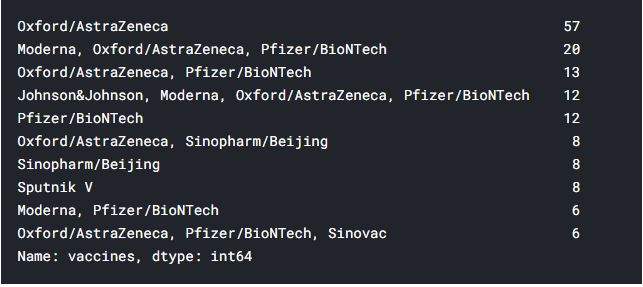 Oxford/AstraZeneca 57
Moderna, Oxford/AstraZeneca, Pfizer/BioNTech 20
Oxford/AstraZeneca, Pfizer/BioNTech 13
Johnson&Johnson, Moderna, Oxford/AstraZeneca, Pfizer/BioNTech 12
Pfizer/BioNTech 12
Oxford/AstraZeneca, Sinopharm/Beijing 8
Sinopharm/Beijing 8
Sputnik V 8
Moderna, Pfizer/BioNTech 6
Oxford/AstraZeneca, Pfizer/BioNTech, Sinovac 6
Name: vaccines, dtype: int64